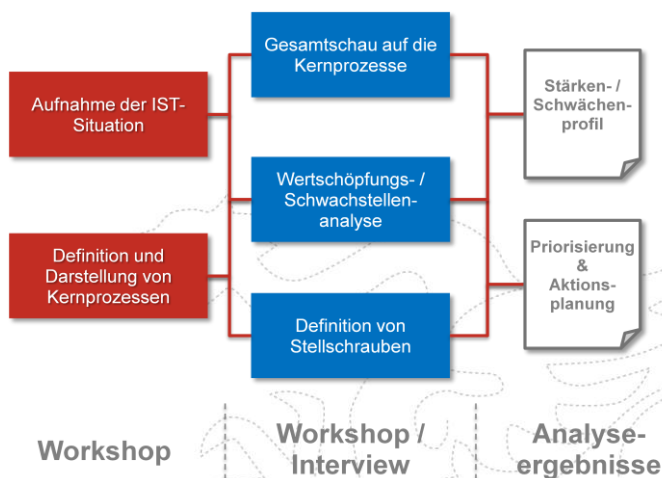 Aufnahme der IST-
Situation
Definition und
Darstellung von
Kernprozessen
Gesamtschau auf die
Kernprozesse
Wertschöpfungs- /
Schwachstellen-
analyse
Definition von
Stellschrauben
Stärken- /
Schwächen-
profil
Priorisierung
&
Aktions-
planung
Workshop
Workshop /
Interview
Analyse-
ergebnisse